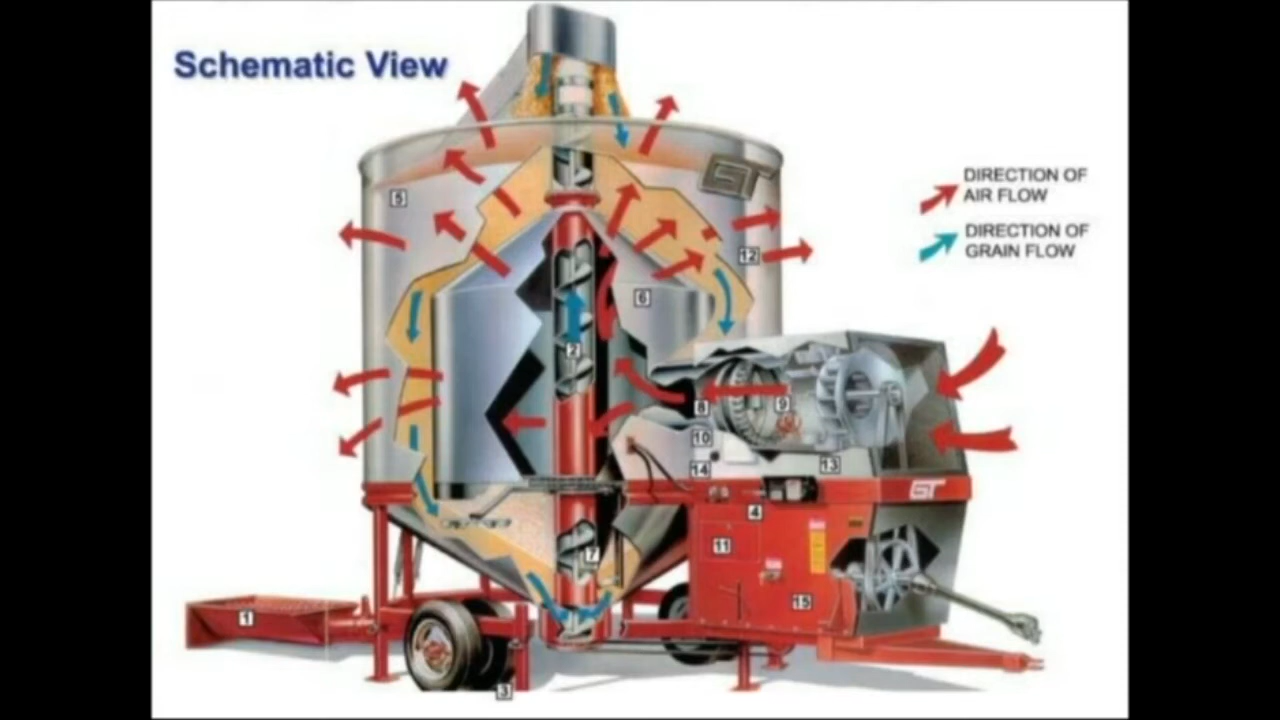 Schematic View
GT
5
DIRECTION OF
AIR FLOW
DIRECTION OF
GRAIN FLOW
12
6
2
8
9
10
14
13
GT
4
11
7
15
1
3